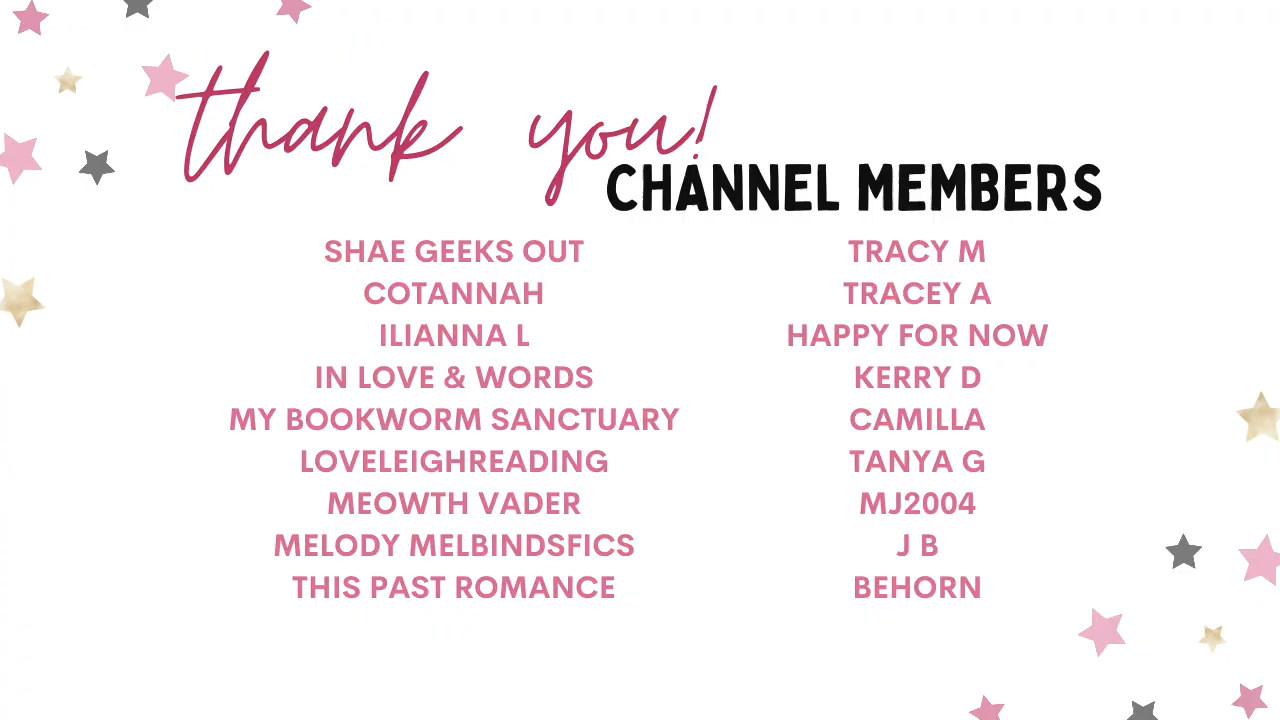 thank you!
CHANNEL MEMBERS
SHAE GEEKS OUT
COTANNAH
ILIANNA L
IN LOVE & WORDS
MY BOOKWORM SANCTUARY
LOVELEIGHREADING
MEOWTH VADER
MELODY MELBINDSFICS
THIS PAST ROMANCE
TRACY M
TRACEY A
HAPPY FOR NOW
KERRY D
CAMILLA
TANYA G
MJ2004
J B
BEHORN